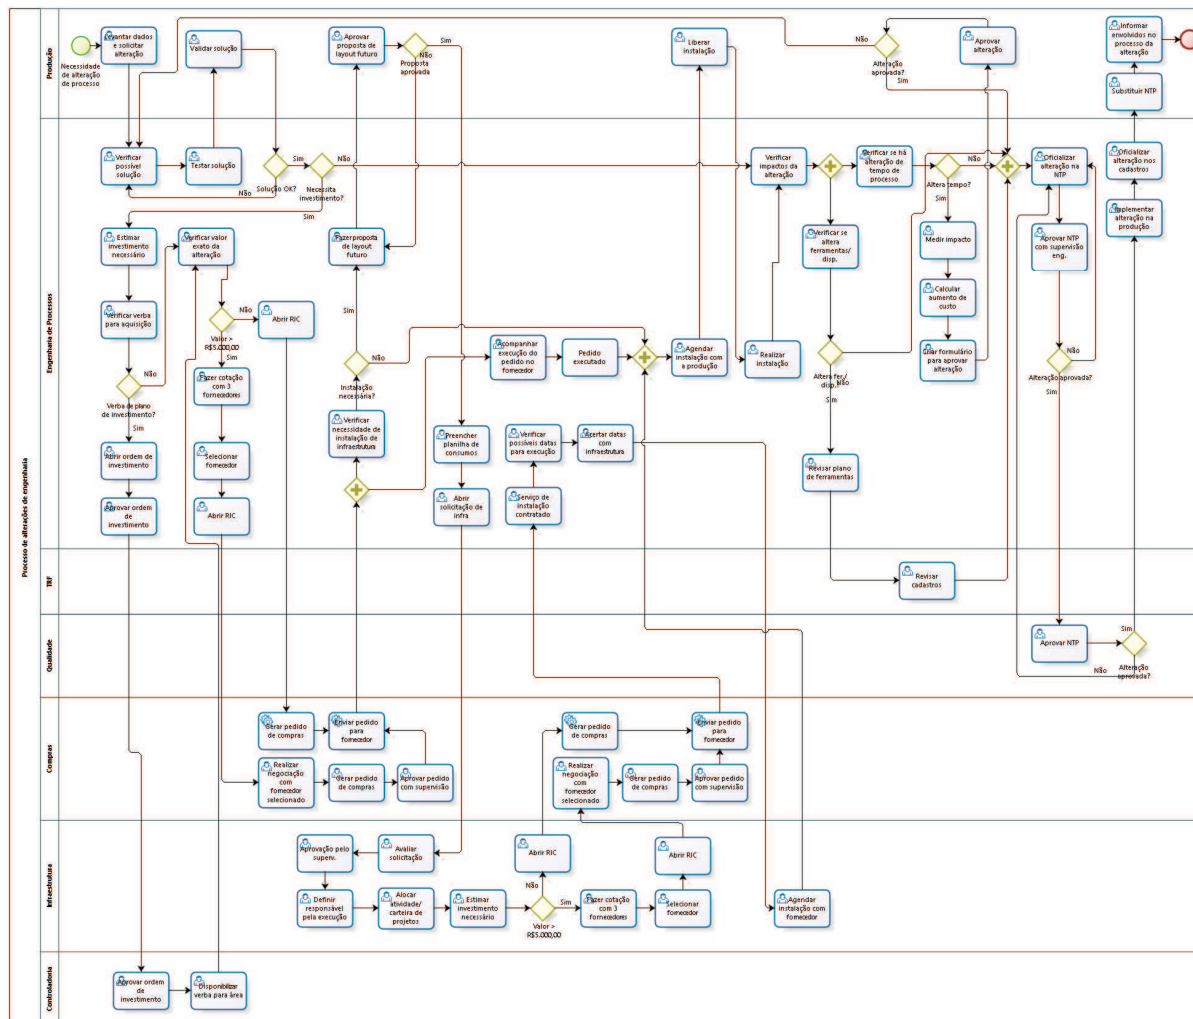 Processo de alterações de engenharia
Produção
Levantar dados
e solicitar
alteração
Necessidade
de alteração
de processo
Validar solução
Aprovar
proposta de
layout futuro
Sim
Não
Proposta
aprovada
Liberar
instalação
Não
Alteração
aprovada?
Sim
Aprovar
alteração
Informar
envolvidos no
processo da
alteração
Substituir NTP
Engenharia de Processos
Verificar
possível
solução
Testar solução
Sim
Não
Solução OK?
Não
Necessita
investimento?
Sim
Verificar
impactos da
alteração
Verificar se há
alteração de
tempo de
processo
Não
Altera tempo?
Sim
Oficializar
alteração na
NTP
Oficializar
alteração nos
cadastros
Implementar
alteração na
produção
Estimar
investimento
necessário
Verificar valor
exato da
alteração
Fazer proposta
de layout
futuro
Verificar se
altera
ferramentas/
disp.
Medir impacto
Aprovar NTP
com supervisão
eng.
Verificar verba
para aquisição
Não
Valor >
R$5.000,00
Sim
Abrir RIC
Sim
Calcular
aumento de
custo
Não
Verba de plano
de investimento?
Sim
Fazer cotação
com 3
fornecedores
Não
Instalação
necessária?
Acompanhar
execução do
pedido no
fornecedor
Pedido
executado
Agendar
instalação com
a produção
Realizar
instalação
Altera fer./
disp.?
Não
Sim
Criar formulário
para aprovar
alteração
Alteração aprovada?
Não
Sim
Abrir ordem de
investimento
Selecionar
fornecedor
Verificar
necessidade de
instalação de
infraestrutura
Preencher
planilha de
consumos
Verificar
possíveis datas
para execução
Acertar datas
com
infraestrutura
Revisar plano
de ferramentas
Aprovar ordem
de
investimento
Abrir RIC
Abrir
solicitação de
infra
Serviço de
instalação
contratado
TRF
Revisar
cadastros
Qualidade
Aprovar NTP
Sim
Não
Alteração
aprovada?
Compras
Gerar pedido
de compras
Enviar pedido
para
fornecedor
Gerar pedido
de compras
Enviar pedido
para
fornecedor
Realizar
negociação
com
fornecedor
selecionado
Gerar pedido
de compras
Aprovar pedido
com supervisão
Realizar
negociação
com
fornecedor
selecionado
Gerar pedido
de compras
Aprovar pedido
com supervisão
Infraestrutura
Aprovação pelo
superv.
Avaliar
solicitação
Abrir RIC
Abrir RIC
Definir
responsável
pela execução
Alocar
atividade/
carteira de
projetos
Estimar
investimento
necessário
Não
Sim
Valor >
R$5.000,00
Fazer cotação
com 3
fornecedores
Selecionar
fornecedor
Agendar
instalação com
fornecedor
Controladoria
Aprovar ordem
de
investimento
Disponibilizar
verba para área